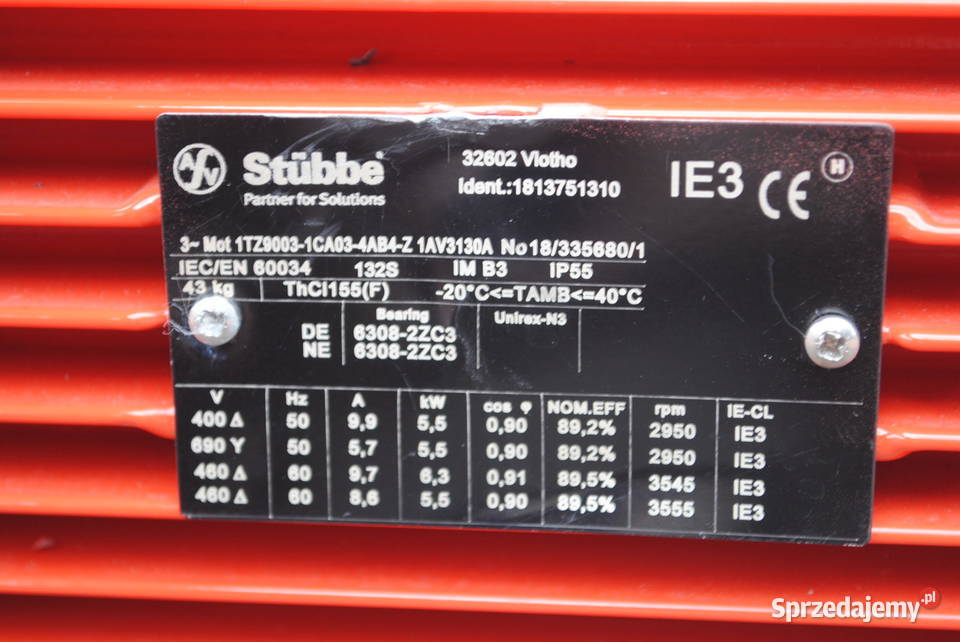 ASV Stübbe
Partner for Solutions
32602 Vlotho
Ident.:1813751310
IE3 CE H
3~ Mot 1TZ9003-1CA03-4AB4-Z 1AV3130A No 18/335680/1
IEC/EN 60034 132S IM B3 IP55
43 kg ThCl155(F) -20°C<=TAMB<=40°C
Bearing Unirex-N3
DE 6308-2ZC3
NE 6308-2ZC3
V Hz A kW cos φ NOM.EFF rpm IE-CL
400 Δ 50 9,9 5,5 0,90 89,2% 2950 IE3
690 Y 50 5,7 5,5 0,90 89,2% 2950 IE3
460 Δ 60 9,7 6,3 0,91 89,5% 3545 IE3
460 Δ 60 8,6 5,5 0,90 89,5% 3555 IE3
Sprzedajemy.pl